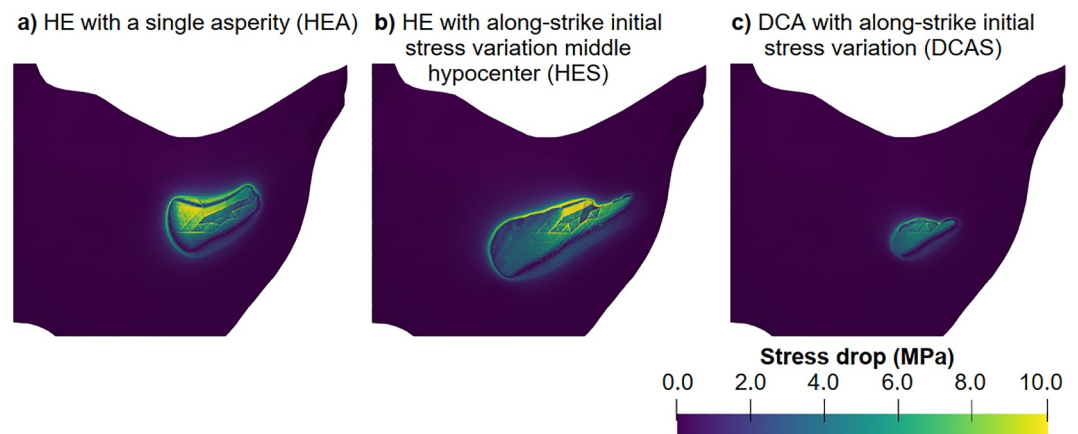 a) HE with a single asperity (HEA)
b) HE with along-strike initial
stress variation middle
hypocenter (HES)
c) DCA with along-strike initial
stress variation (DCAS)
Stress drop (MPa)
0.0 2.0 4.0 6.0 8.0 10.0